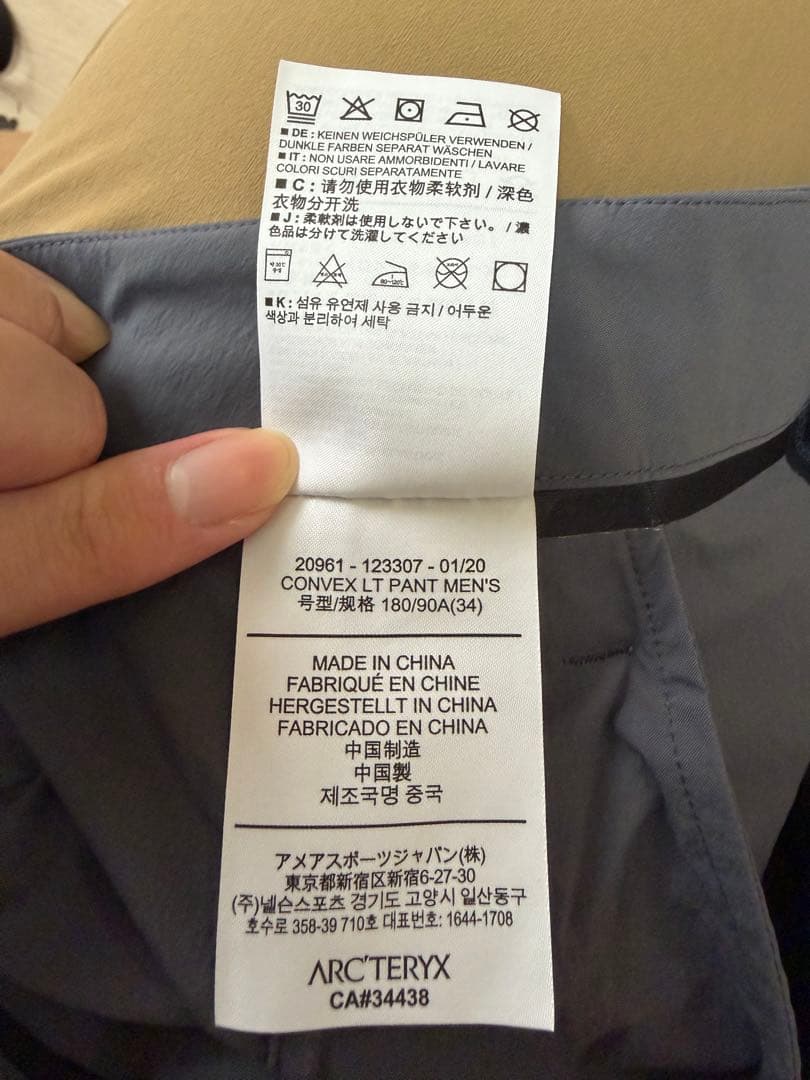 30
■ DE : KEINEN WEICHSPÜLER VERWENDEN /
DUNKLE FARBEN SEPARAT WÄSCHEN
■ IT : NON USARE AMMORBIDENTI / LAVARE
COLORI SCURI SEPARATAMENTE
■ C : 请勿使用衣物柔软剂 / 深色
衣物分开洗
■ J : 柔軟剤は使用しないで下さい。 / 濃
色品は分けて洗濯してください
80~120℃
■ K : 섬유 유연제 사용 금지 / 어두운
색상과 분리하여 세탁
20961 - 123307 - 01/20
CONVEX LT PANT MEN'S
号型/规格 180/90A(34)
MADE IN CHINA
FABRIQUÉ EN CHINE
HERGESTELLT IN CHINA
FABRICADO EN CHINA
中国制造
中国製
제조국명 중국
アメアスポーツジャパン(株)
東京都新宿区新宿6-27-30
(주)넬슨스포츠 경기도 고양시 일산동구
호수로 358-39 710호 대표번호: 1644-1708
ARC'TERYX
CA#34438